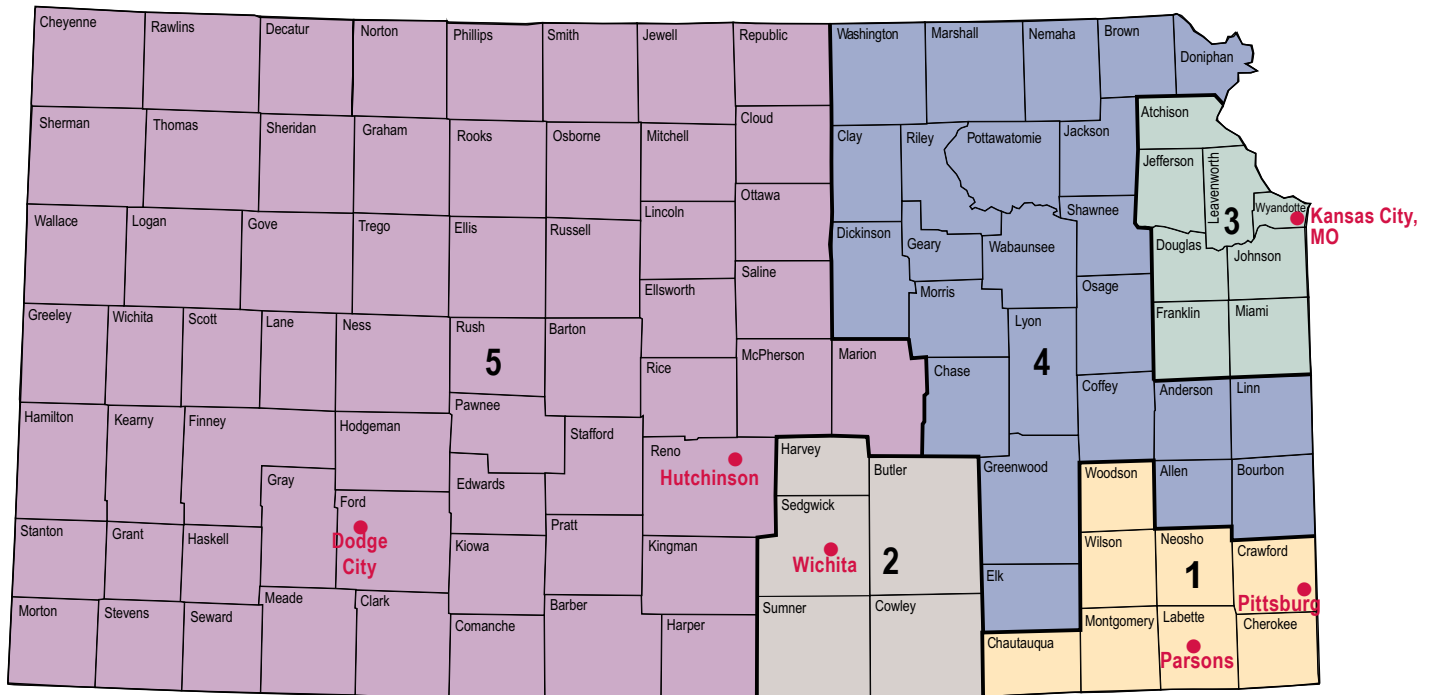 Cheyenne
Rawlins
Decatur
Norton
Phillips
Smith
Jewell
Republic
Washington
Marshall
Nemaha
Brown
Doniphan
Sherman
Thomas
Sheridan
Graham
Rooks
Osborne
Mitchell
Cloud
Clay
Riley
Pottawatomie
Jackson
Atchison
Jefferson
Leavenworth
Wyandotte
3
Kansas City,
MO
Wallace
Logan
Gove
Trego
Ellis
Russell
Lincoln
Ottawa
Dickinson
Geary
Wabaunsee
Shawnee
Douglas
Johnson
Saline
Ellsworth
Morris
Osage
Franklin
Miami
Greeley
Wichita
Scott
Lane
Ness
Rush
5
Barton
Rice
McPherson
Marion
Chase
Lyon
4
Coffey
Anderson
Linn
Hamilton
Kearny
Finney
Hodgeman
Pawnee
Stafford
Reno
Hutchinson
Harvey
Butler
Greenwood
Woodson
Allen
Bourbon
Gray
Ford
Dodge
City
Edwards
Sedgwick
Wichita
2
Stanton
Grant
Haskell
Kiowa
Pratt
Kingman
Elk
Wilson
Neosho
1
Crawford
Pittsburg
Morton
Stevens
Seward
Meade
Clark
Comanche
Barber
Harper
Sumner
Cowley
Chautauqua
Montgomery
Labette
Parsons
Cherokee